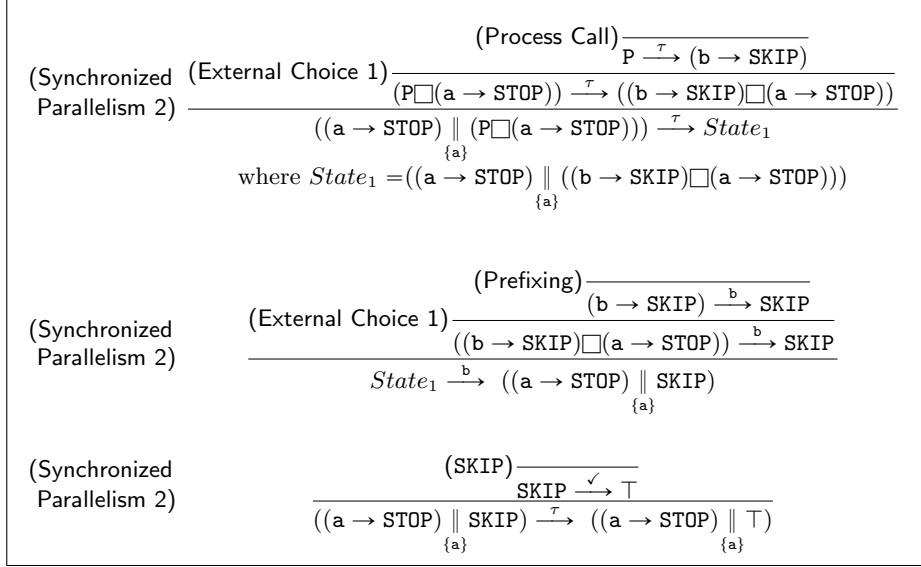 (Process Call)
P —τ→ (b → SKIP)
(Synchronized Parallelism 2) (External Choice 1)
(P□(a → STOP)) —τ→ ((b → SKIP)□(a → STOP))
((a → STOP) ∥{a} (P□(a → STOP))) —τ→ State₁
where State₁ =((a → STOP) ∥{a} ((b → SKIP)□(a → STOP)))
(Prefixing)
(b → SKIP) —b→ SKIP
(Synchronized Parallelism 2) (External Choice 1)
((b → SKIP)□(a → STOP)) —b→ SKIP
State₁ —b→ ((a → STOP) ∥{a} SKIP)
(Synchronized Parallelism 2) (SKIP)
SKIP —✓→ ⊤
((a → STOP) ∥{a} SKIP) —τ→ ((a → STOP) ∥{a} ⊤)